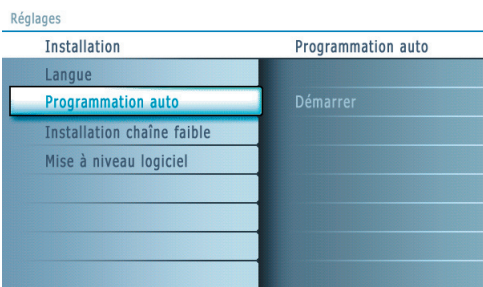 Réglages
Installation
Programmation auto
Langue
Programmation auto
Démarrer
Installation chaîne faible
Mise à niveau logiciel